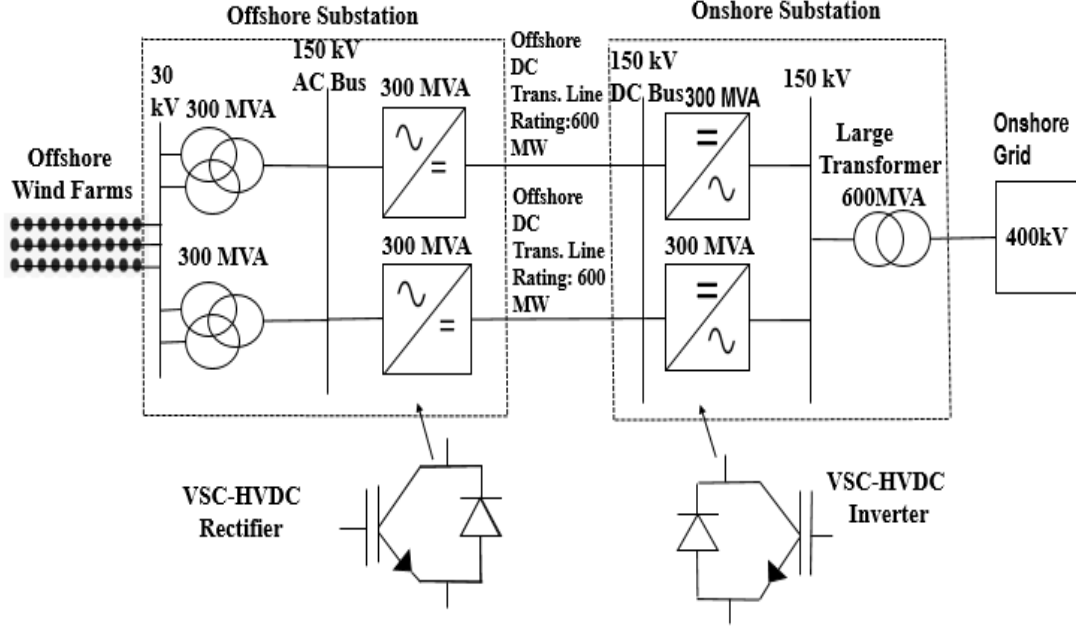 Offshore Substation
Onshore Substation
30
kV
300 MVA
150 kV
AC Bus
300 MVA
Offshore
DC
Trans. Line
Rating:600
MW
150 kV
DC Bus
300 MVA
150 kV
Large
Transformer
600MVA
Onshore
Grid
400kV
Offshore
Wind Farms
300 MVA
300 MVA
Offshore
DC
Trans. Line
Rating: 600
MW
300 MVA
VSC-HVDC
Rectifier
VSC-HVDC
Inverter